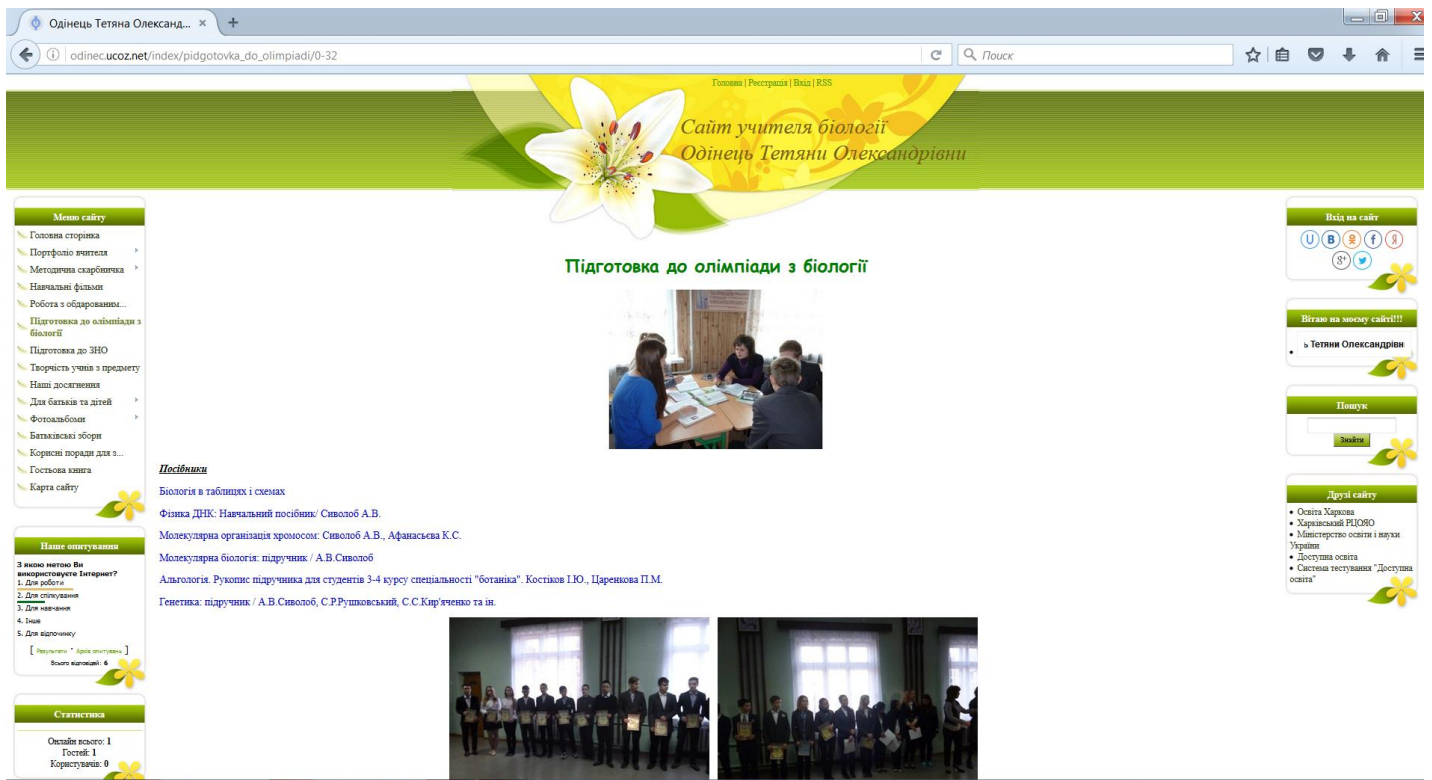 Одінець Тетяна Олександ... × +
odinec.ucoz.net/index/pidgotovka_do_olimpiadi/0-32
Поиск
Головна | Реєстрація | Вхід | RSS
Сайт учителя біології
Одінець Тетяни Олександрівни
Меню сайту
Головна сторінка
Портфоліо вчителя
Методична скарбничка
Навчальні фільми
Робота з обдарованим...
Підготовка до олімпіади з
біології
Підготовка до ЗНО
Творчість учнів з предмету
Наші досягнення
Для батьків та дітей
Фотоальбоми
Батьківські збори
Корисні поради для з...
Гостьова книга
Карта сайту
Наше опитування
З якою метою Ви
використовуєте Інтернет?
1. Для роботи
2. Для спілкування
3. Для навчання
4. Інше
5. Для відпочинку
[ Результати · Архів опитувань ]
Всього відповідей: 6
Статистика
Онлайн всього: 1
Гостей: 1
Користувачів: 0
Підготовка до олімпіади з біології
Посібники
Біологія в таблицях і схемах
Фізика ДНК: Навчальний посібник/ Сиволоб А.В.
Молекулярна організація хромосом: Сиволоб А.В., Афанасьєва К.С.
Молекулярна біологія: підручник / А.В.Сиволоб
Альгологія. Рукопис підручника для студентів 3-4 курсу специальності "ботаніка". Костіков І.Ю., Царенкова П.М.
Генетика: підручник / А.В.Сиволоб, С.Р.Рушковський, С.С.Кир'яченко та ін.
Вхід на сайт
Вітаю на моєму сайті!!!
ь Тетяни Олександрівн
Пошук
Знайти
Друзі сайту
Освіта Харкова
Харківський РЦОЯО
Міністерство освіти і науки
України
Доступна освіта
Система тестування "Доступна
освіта"